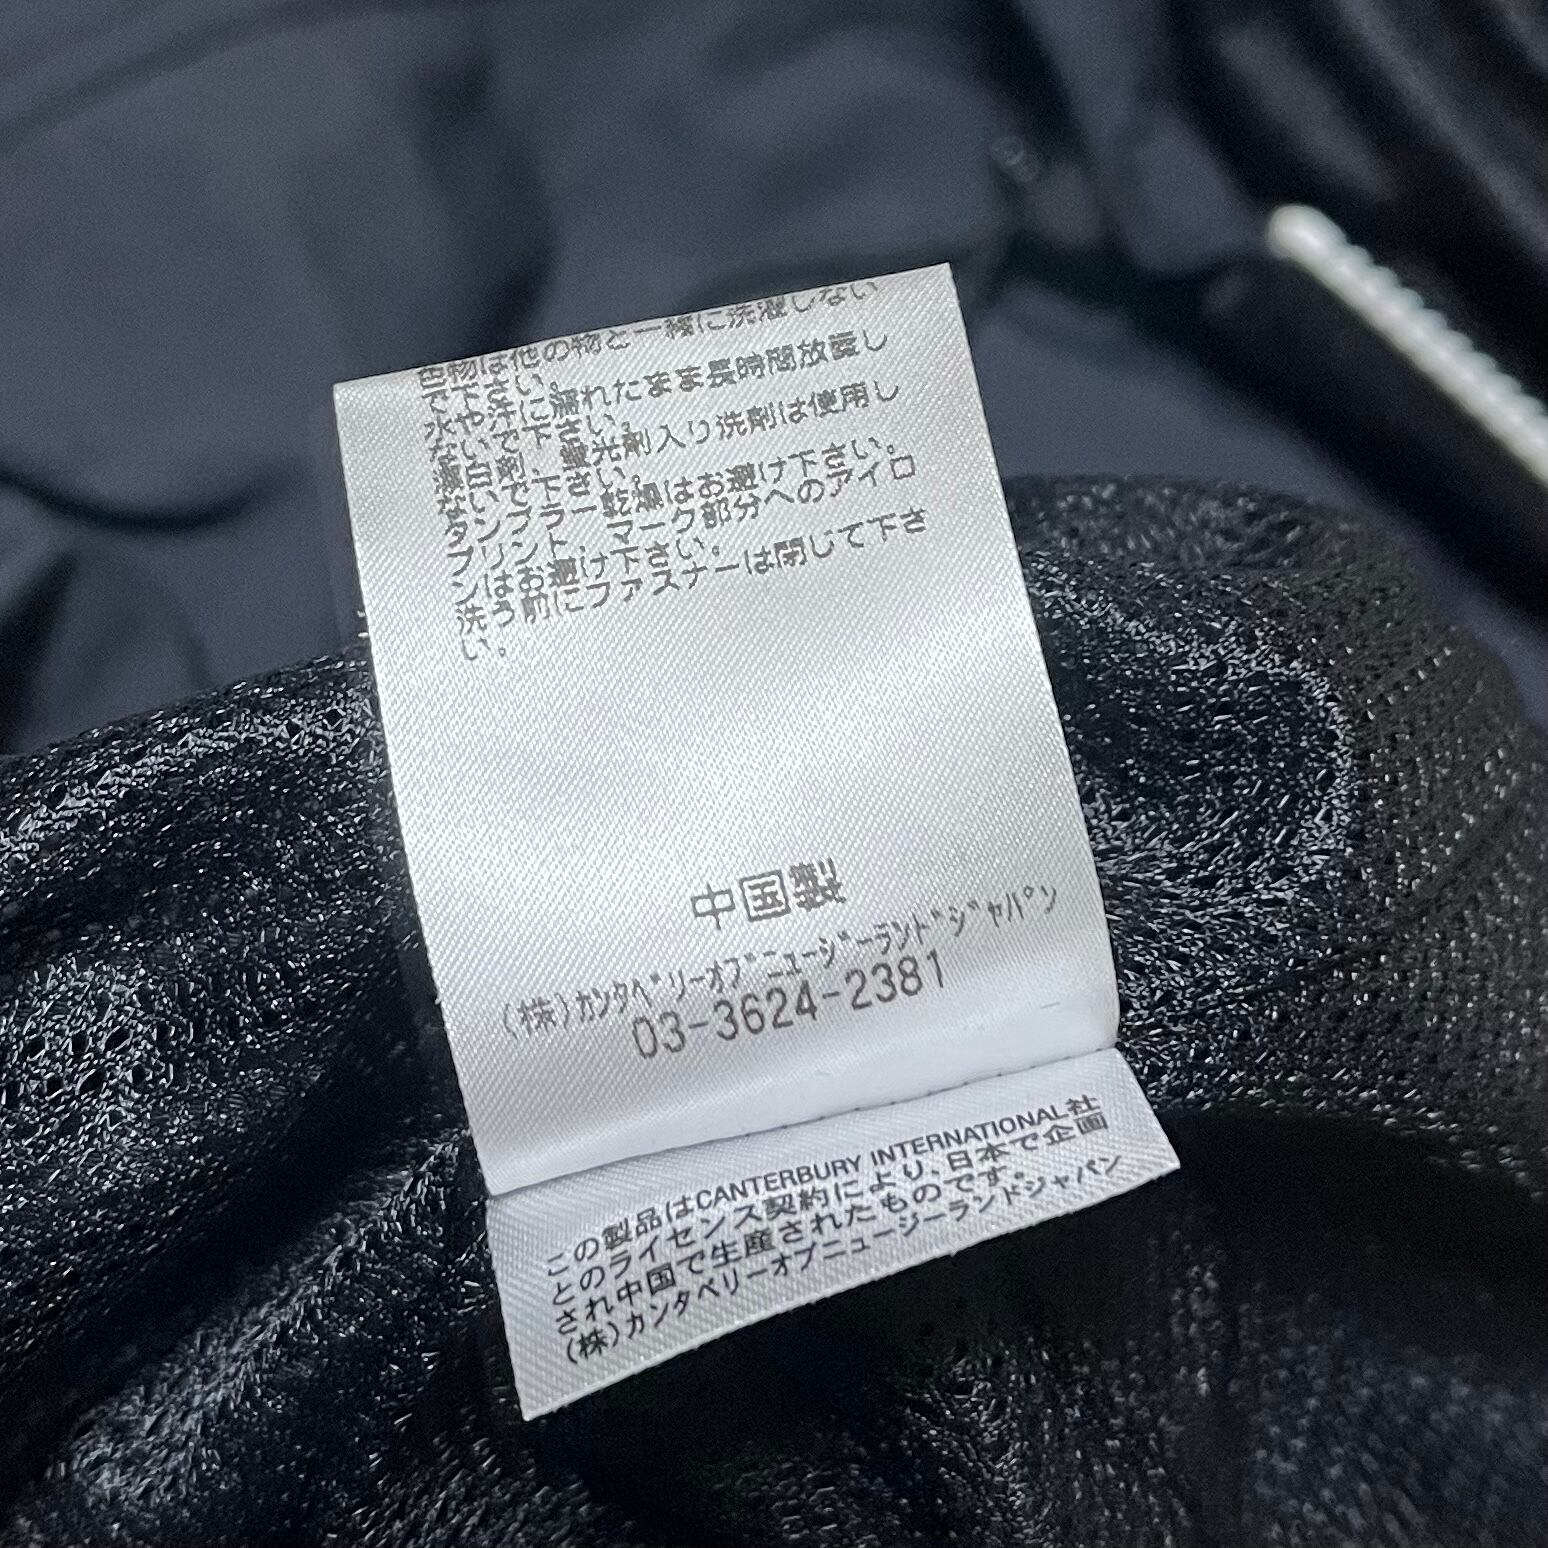 色物は他の物と一緒に洗濯しない
で下さい。
水や汗に濡れたまま長時間放置し
ないで下さい。
漂白剤、蛍光剤入り洗剤は使用し
ないで下さい。
タンブラー乾燥はお避け下さい。
プリント、マーク部分へのアイロ
ンはお避け下さい。
洗う前にファスナーは閉じて下さ
い。
中国製
(株)ｶﾝﾀﾍﾞﾘｰｵﾌﾞﾆｭｰｼﾞｰﾗﾝﾄﾞｼﾞｬﾊﾟﾝ
03-3624-2381
この製品はCANTERBURY INTERNATIONAL社
とのライセンス契約により、日本で企画
され中国で生産されたものです。
(株)カンタベリーオブニュージーランドジャパン